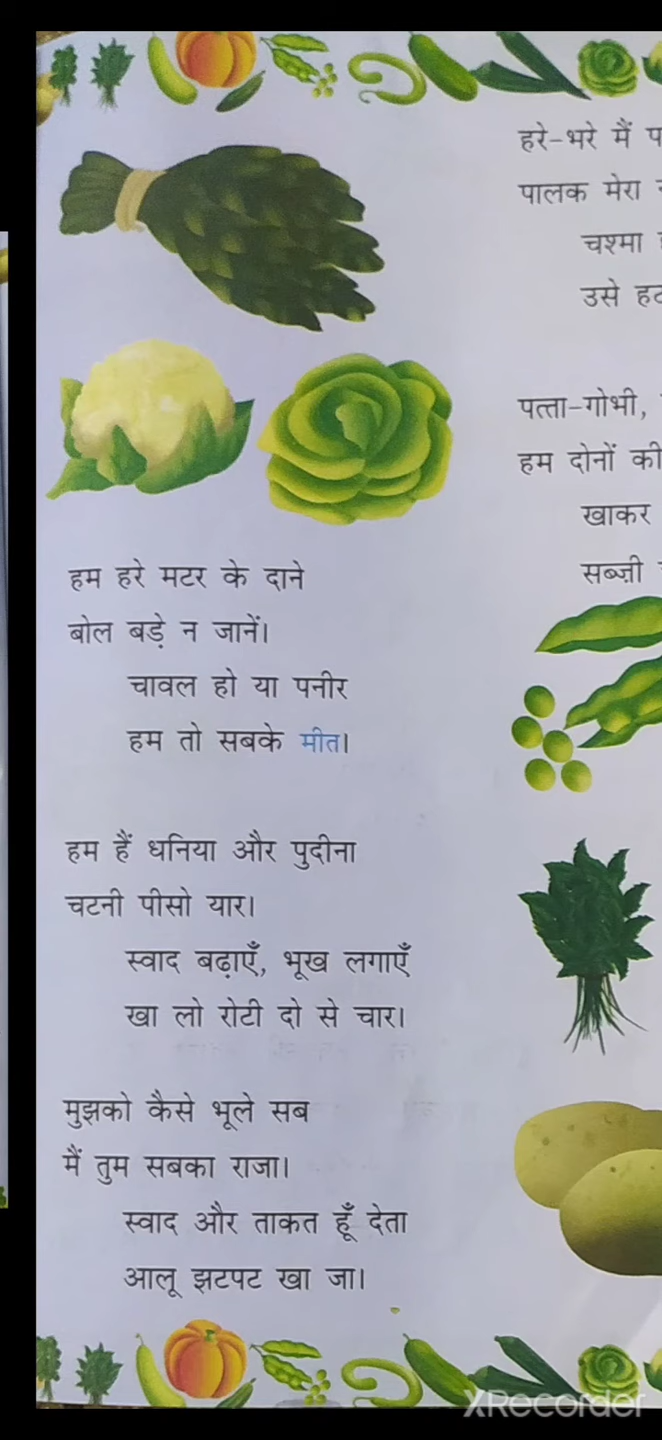 हरे-भरे मैं
पालक मेरा
चश्मा
उसे
पत्ता-गोभी,
हम दोनों की
खाकर
सब्ज़ी
हम हरे मटर के दाने
बोल बड़े न जानें।
चावल हो या पनीर
हम तो सबके मीत।
हम हैं धनिया और पुदीना
चटनी पीसो यार।
स्वाद बढ़ाएँ, भूख लगाएँ
खा लो रोटी दो से चार।
मुझको कैसे भूले सब
मैं तुम सबका राजा।
स्वाद और ताकत हूँ देता
आलू झटपट खा जा।
XRecorder